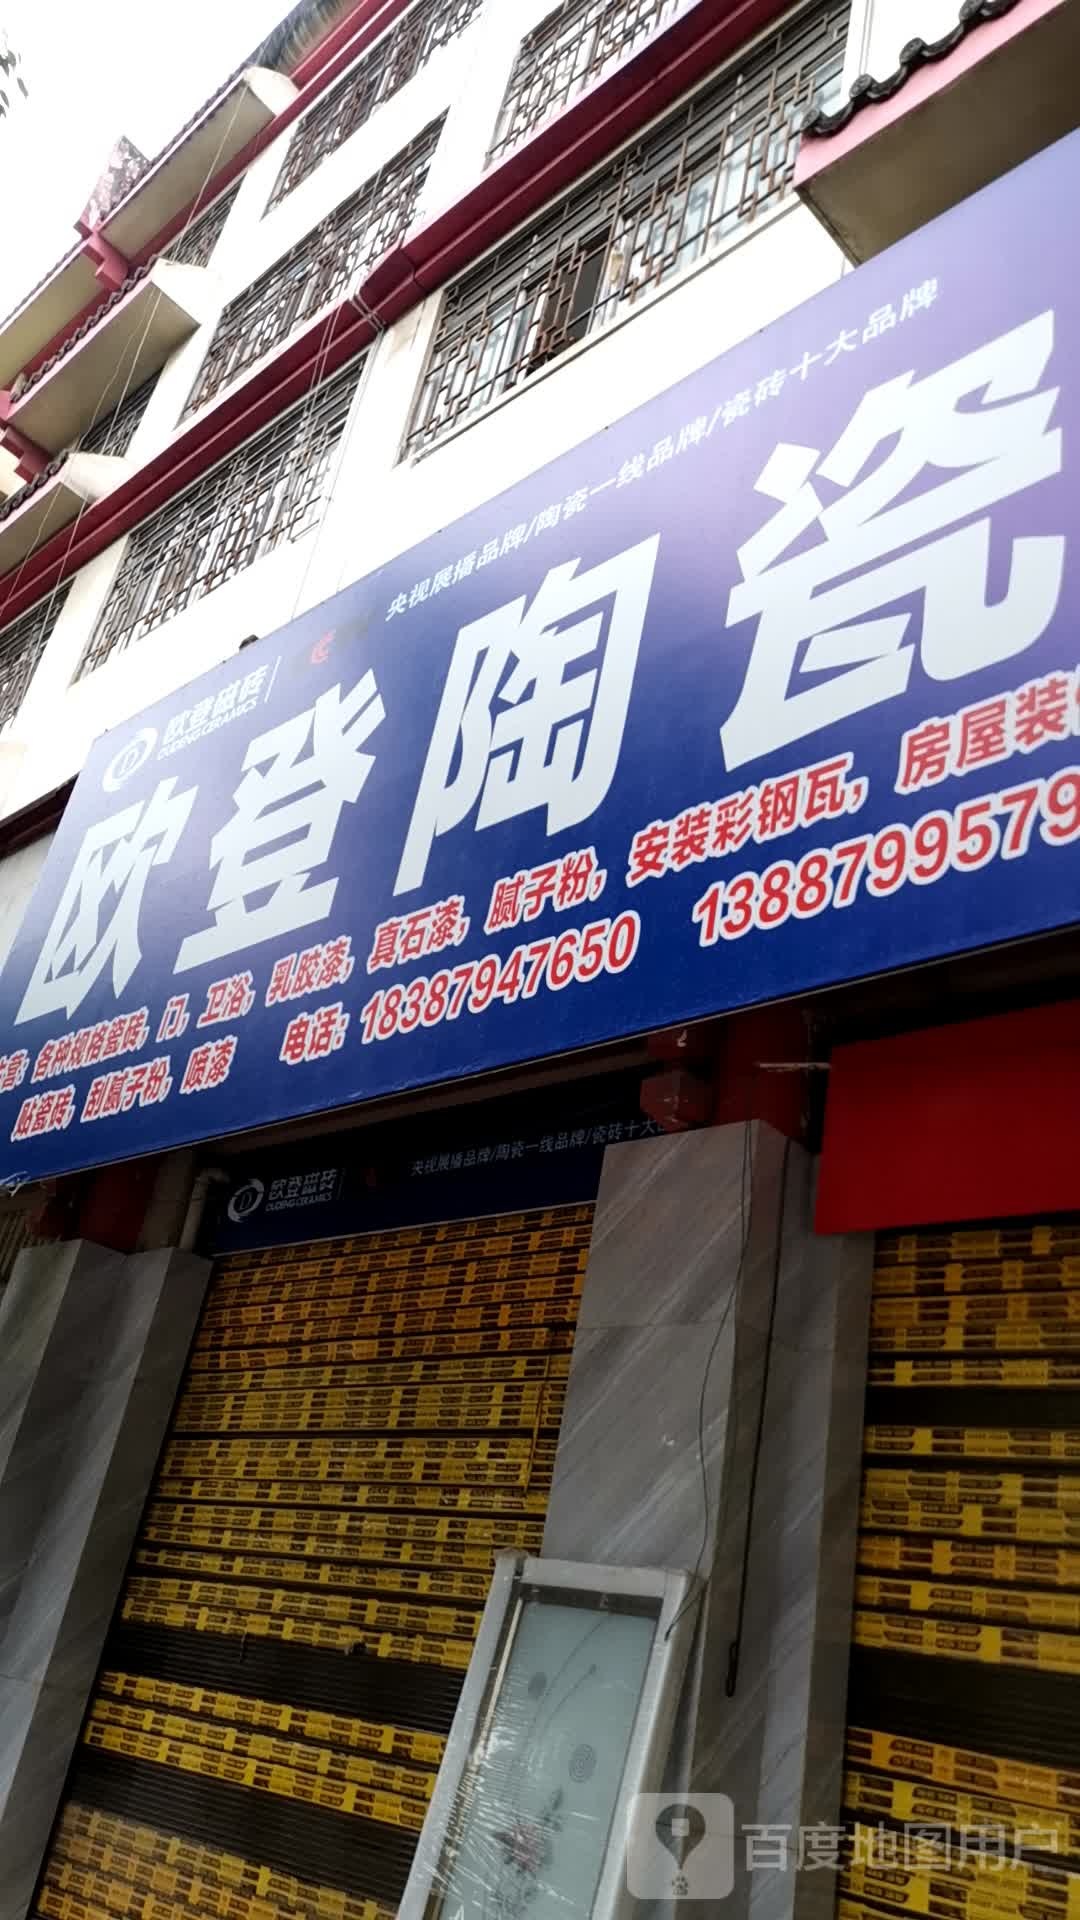 央视展播品牌/陶瓷一线品牌/瓷砖十大品牌
欧登磁砖
OUDENG CERAMICS
欧登陶瓷
营：各种规格瓷砖，门，卫浴，乳胶漆，真石漆，腻子粉，安装彩钢瓦，房屋装
贴瓷砖，刮腻子粉，喷漆 电话：18387947650 1388799579
欧登磁砖
OUDENG CERAMICS
央视展播品牌/陶瓷一线品牌/瓷砖十大
百度地图用户